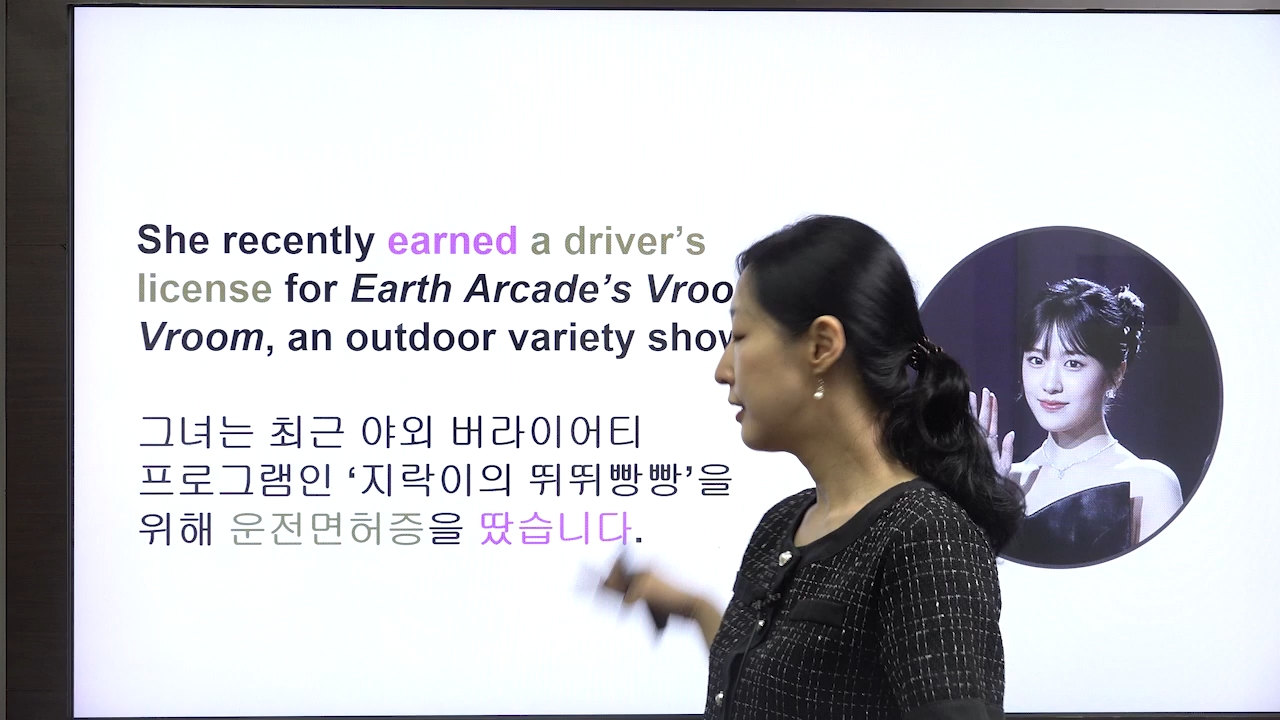 She recently earned a driver’s
license for Earth Arcade’s
Vroom, an outdoor variety
그녀는 최근 야외 버라이어티
프로그램인 ‘지락이의 뛰뛰빵빵’을
위해 운전면허증을 땄습니다.